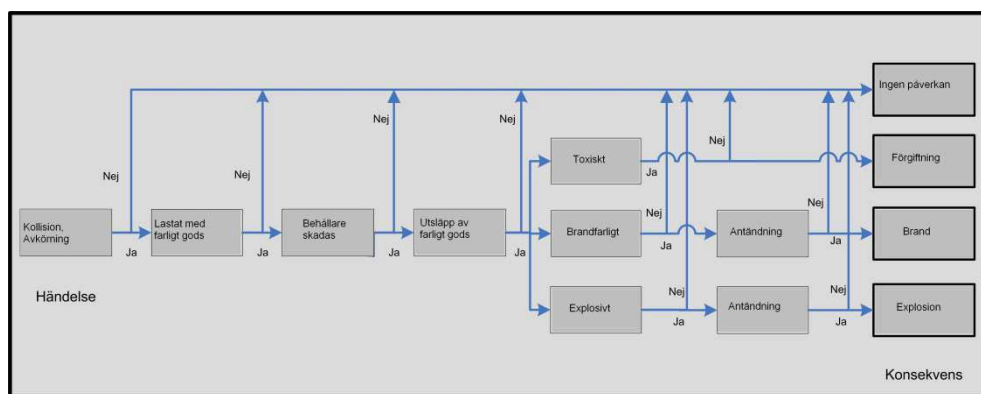 Ingen påverkan
Nej
Nej
Nej
Nej
Toxiskt
Ja
Nej
Förgiftning
Kollision,
Avkörning
Ja
Lastat med
farligt gods
Ja
Behållare
skadas
Ja
Utsläpp av
farligt gods
Ja
Brandfarligt
Nej
Ja
Antändning
Nej
Ja
Brand
Händelse
Explosivt
Nej
Ja
Antändning
Nej
Ja
Explosion
Konsekvens